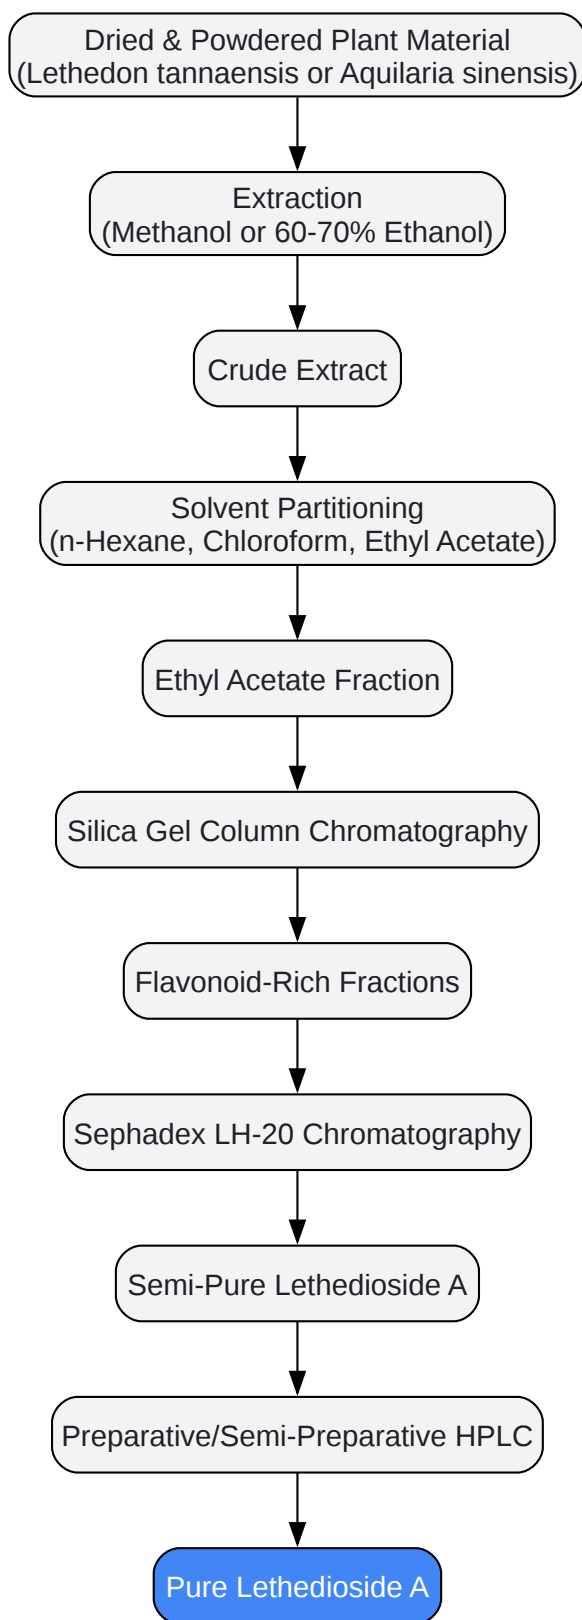 Dried & Powdered Plant Material
(Lethedon tannaensis or Aquilaria sinensis)
Extraction
(Methanol or 60-70% Ethanol)
Crude Extract
Solvent Partitioning
(n-Hexane, Chloroform, Ethyl Acetate)
Ethyl Acetate Fraction
Silica Gel Column Chromatography
Flavonoid-Rich Fractions
Sephadex LH-20 Chromatography
Semi-Pure Lethedioside A
Preparative/Semi-Preparative HPLC
Pure Lethedioside A